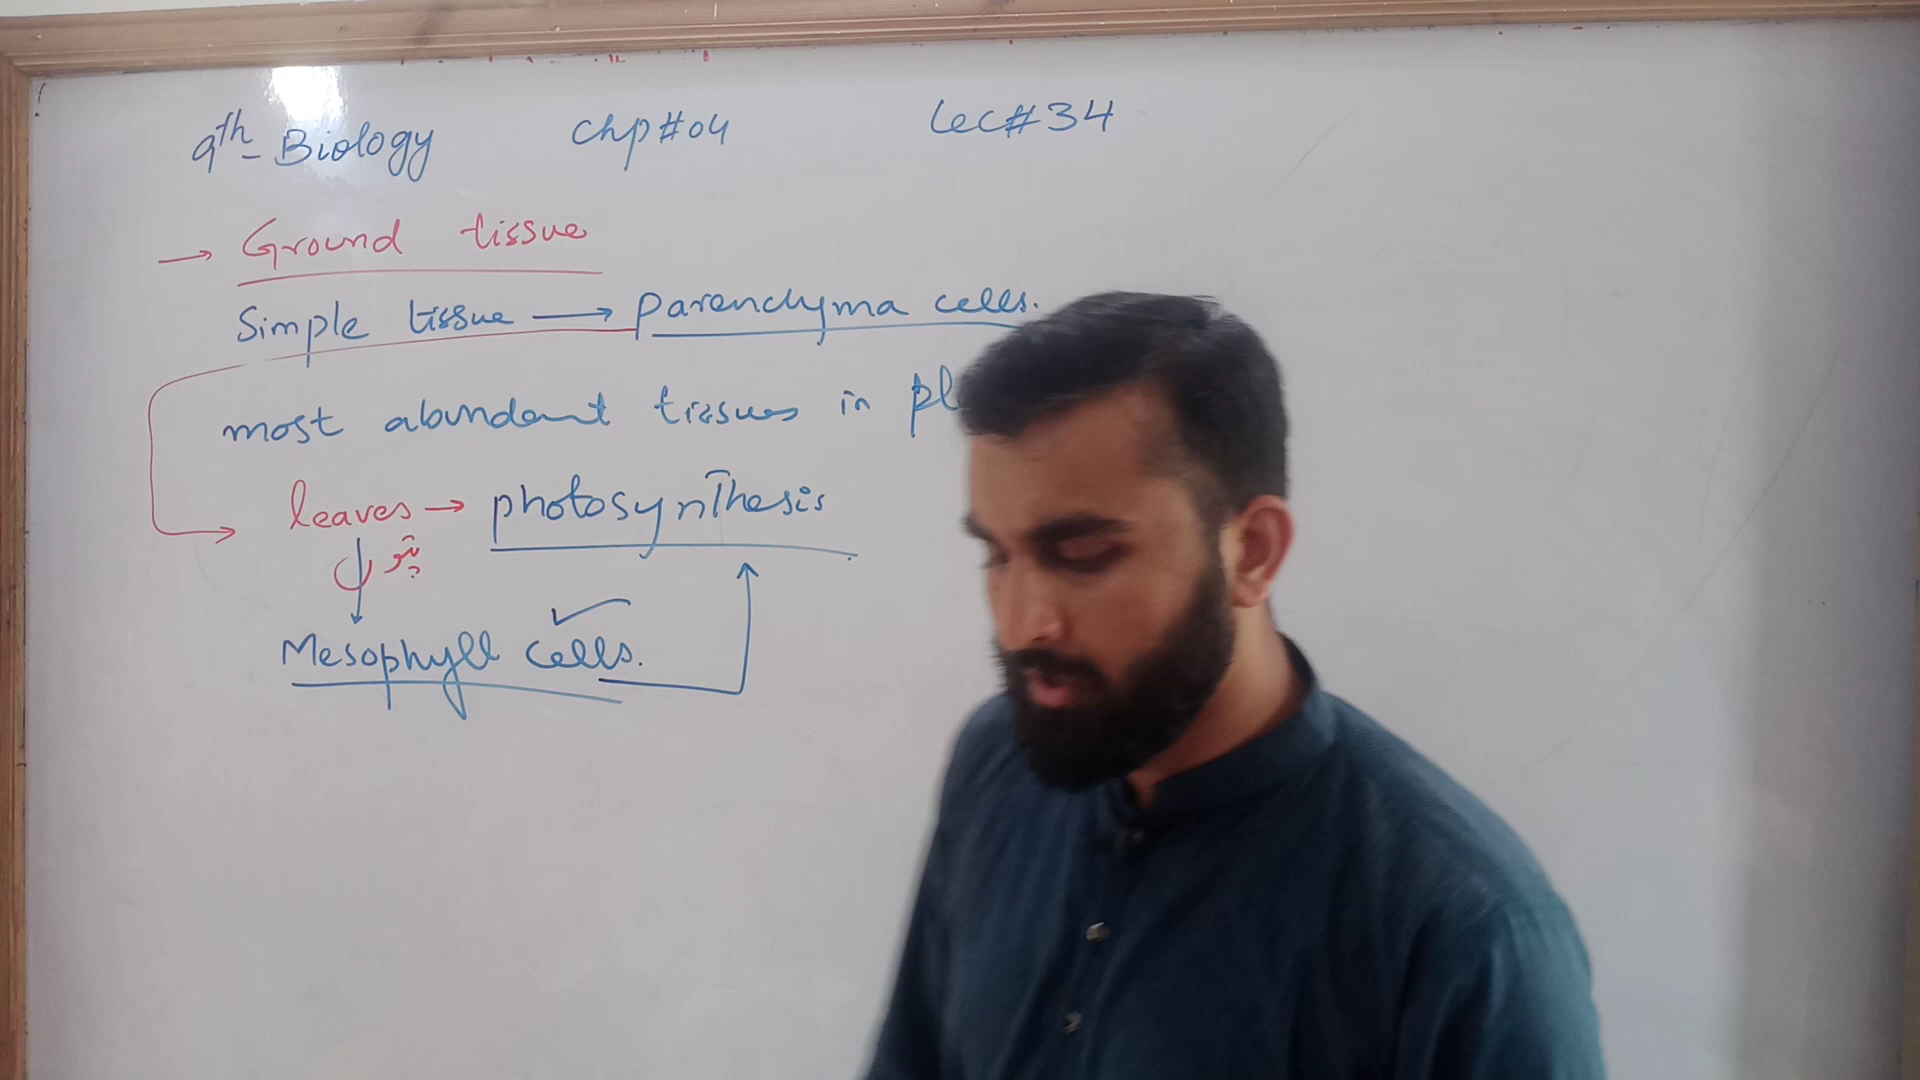 9th - Biology chp#04 Lec#34
→ Ground tissue
Simple tissue → parenchyma cells.
most abundant tissues in pl
leaves → photosynthesis
پتوں
Mesophyll cells.